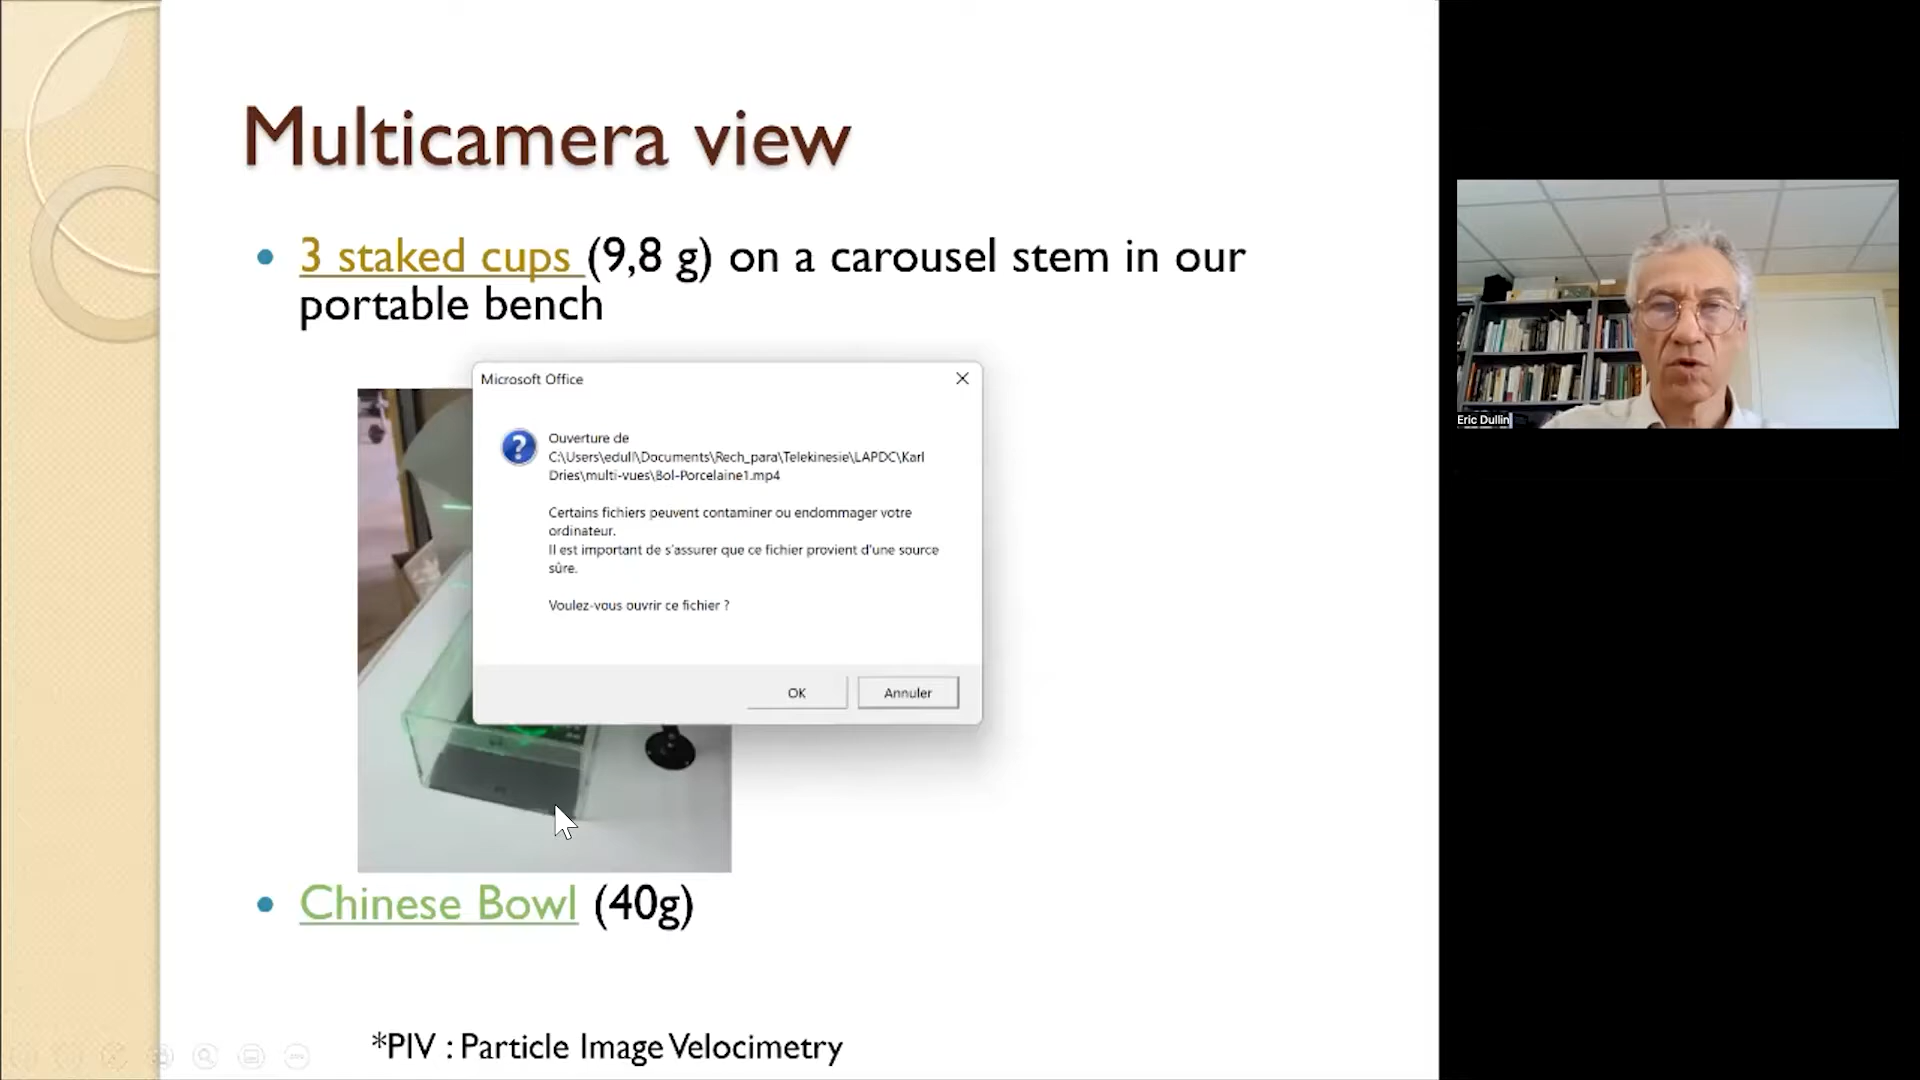 Multicamera view
3 staked cups (9,8 g) on a carousel stem in our
portable bench
Microsoft Office
Ouverture de
C:\Users\edull\Documents\Rech_para\Telekinesie\LAPDC\Karl
Dries\multi-vues\Bol-Porcelaine1.mp4
Certains fichiers peuvent contaminer ou endommager votre
ordinateur.
Il est important de s'assurer que ce fichier provient d'une source
sûre.
Voulez-vous ouvrir ce fichier ?
OK
Annuler
Chinese Bowl (40g)
*PIV : Particle Image Velocimetry
Eric Dullin